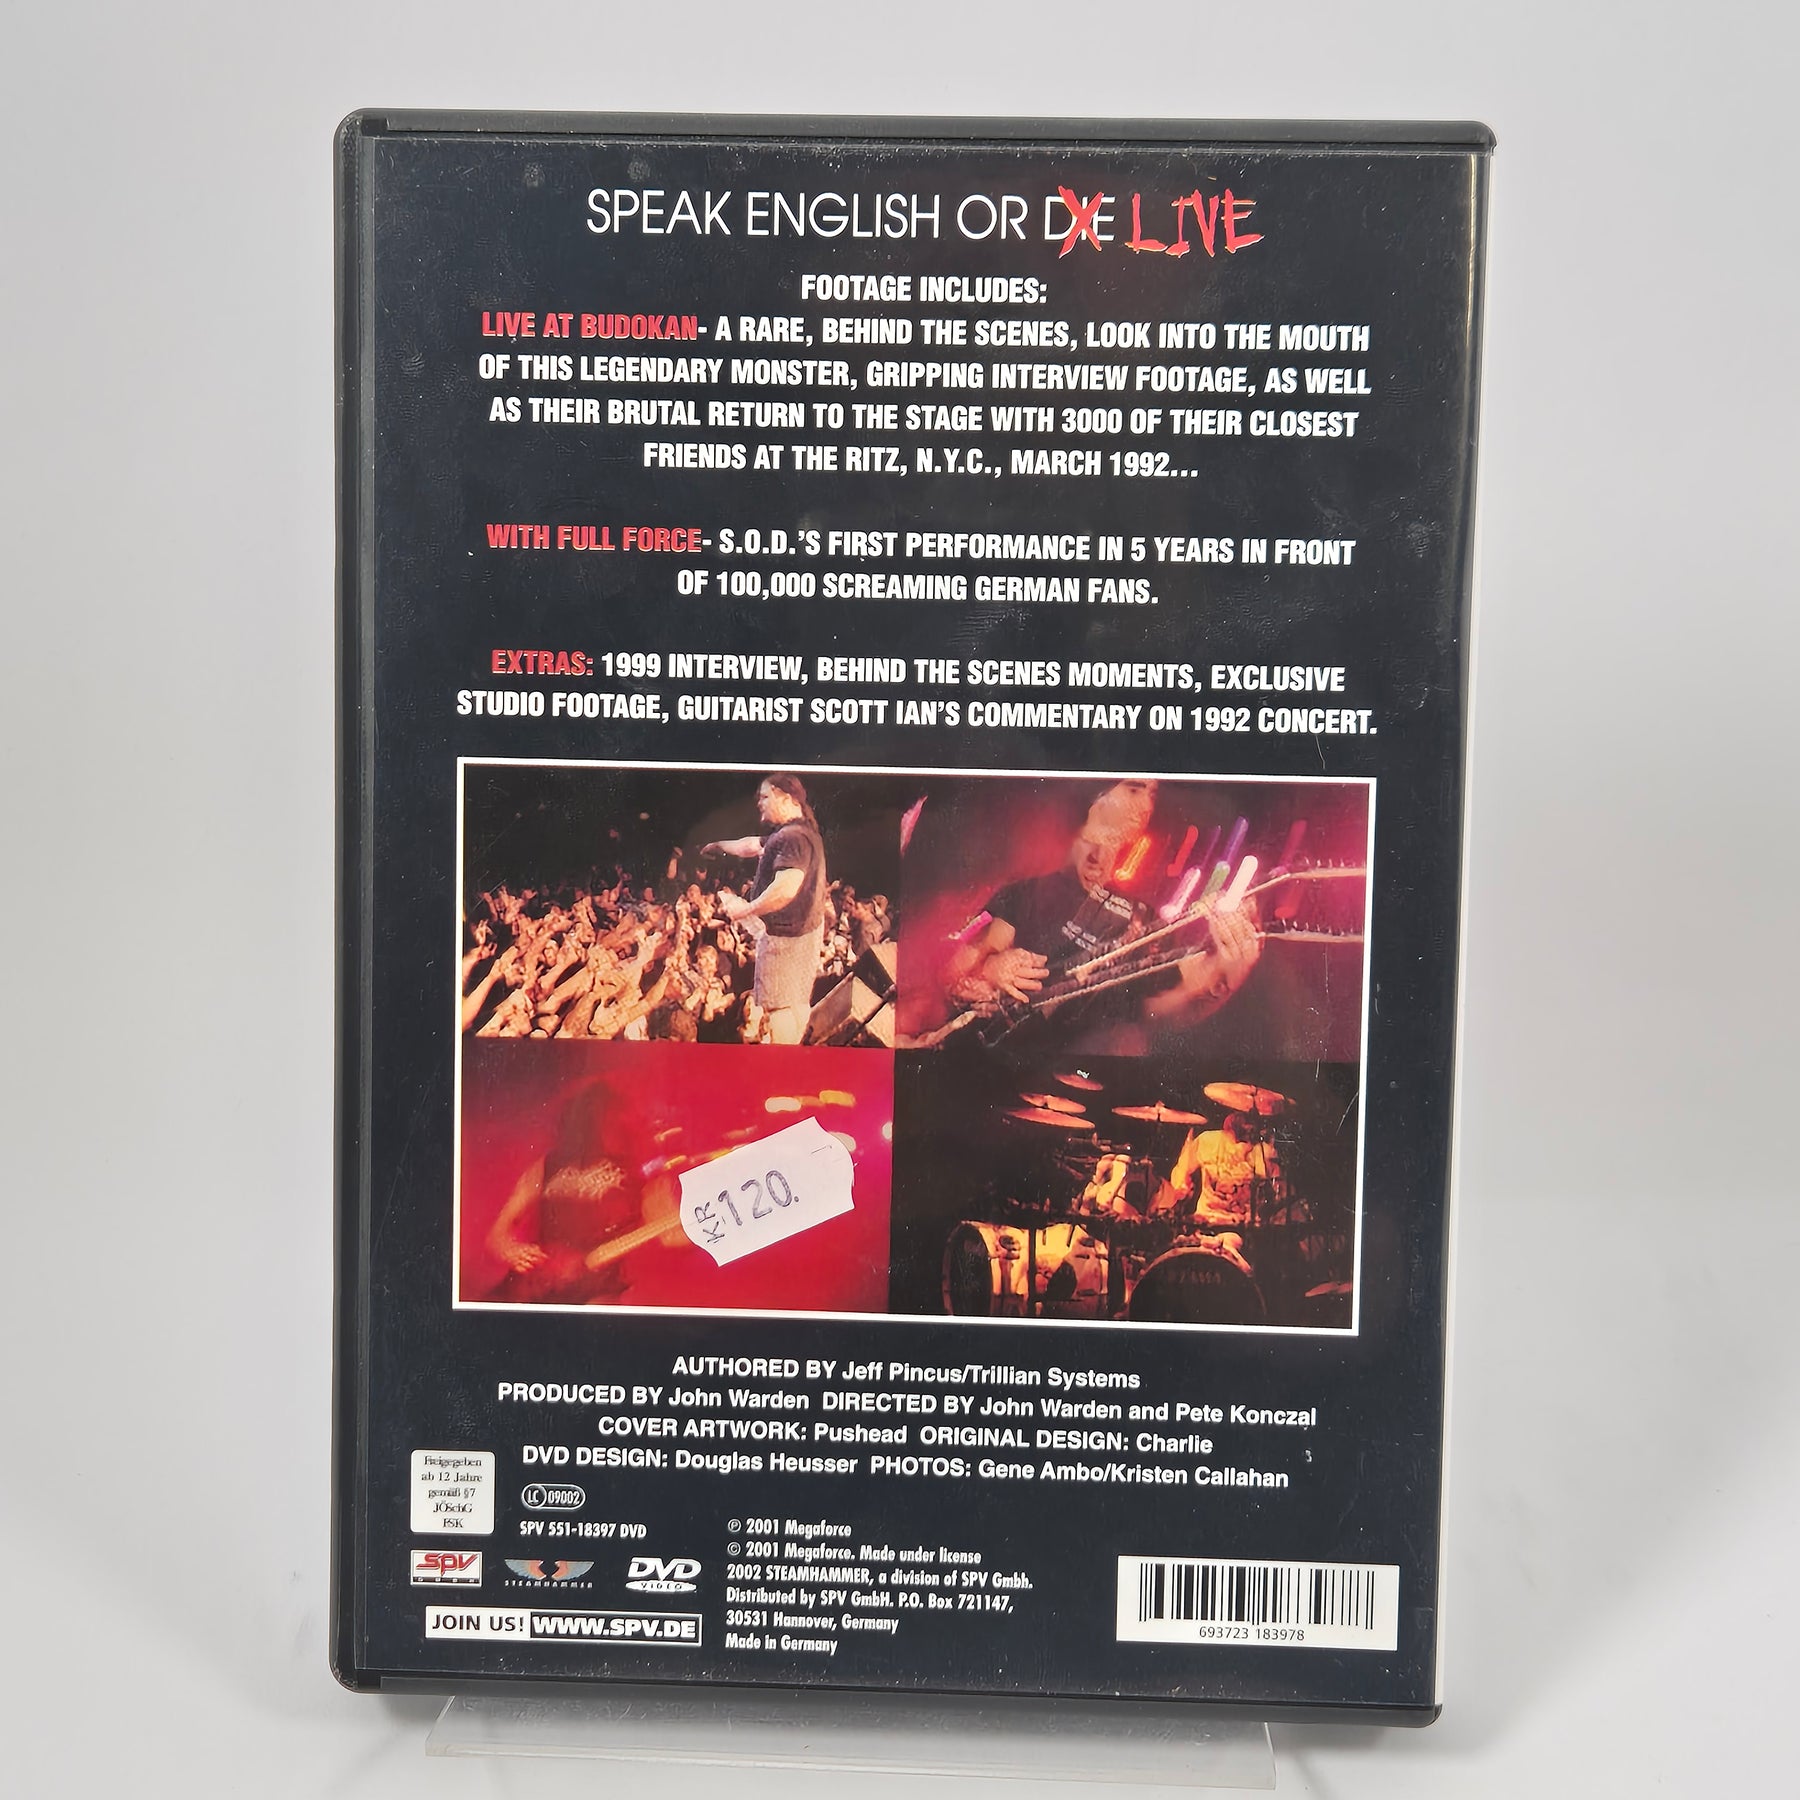 SPEAK ENGLISH OR DIE LIVE
FOOTAGE INCLUDES:
LIVE AT BUDOKAN- A RARE, BEHIND THE SCENES, LOOK INTO THE MOUTH
OF THIS LEGENDARY MONSTER, GRIPPING INTERVIEW FOOTAGE, AS WELL
AS THEIR BRUTAL RETURN TO THE STAGE WITH 3000 OF THEIR CLOSEST
FRIENDS AT THE RITZ, N.Y.C., MARCH 1992...
WITH FULL FORCE- S.O.D.'S FIRST PERFORMANCE IN 5 YEARS IN FRONT
OF 100,000 SCREAMING GERMAN FANS.
EXTRAS: 1999 INTERVIEW, BEHIND THE SCENES MOMENTS, EXCLUSIVE
STUDIO FOOTAGE, GUITARIST SCOTT IAN'S COMMENTARY ON 1992 CONCERT.
KR 120.
TAMA
AUTHORED BY Jeff Pincus/Trillian Systems
PRODUCED BY John Warden DIRECTED BY John Warden and Pete Konczal
COVER ARTWORK: Pushead ORIGINAL DESIGN: Charlie
DVD DESIGN: Douglas Heusser PHOTOS: Gene Ambo/Kristen Callahan
Freigegeben
ab 12 Jahre
gemäß §7
JÖSchG
FSK
LC 09002
SPV 551-18397 DVD
SPV
STEAMHAMMER
DVD
VIDEO
JOIN US! WWW.SPV.DE
℗ 2001 Megaforce
© 2001 Megaforce. Made under license
2002 STEAMHAMMER, a division of SPV Gmbh.
Distributed by SPV GmbH. P.O. Box 721147,
30531 Hannover, Germany
Made in Germany
693723 183978